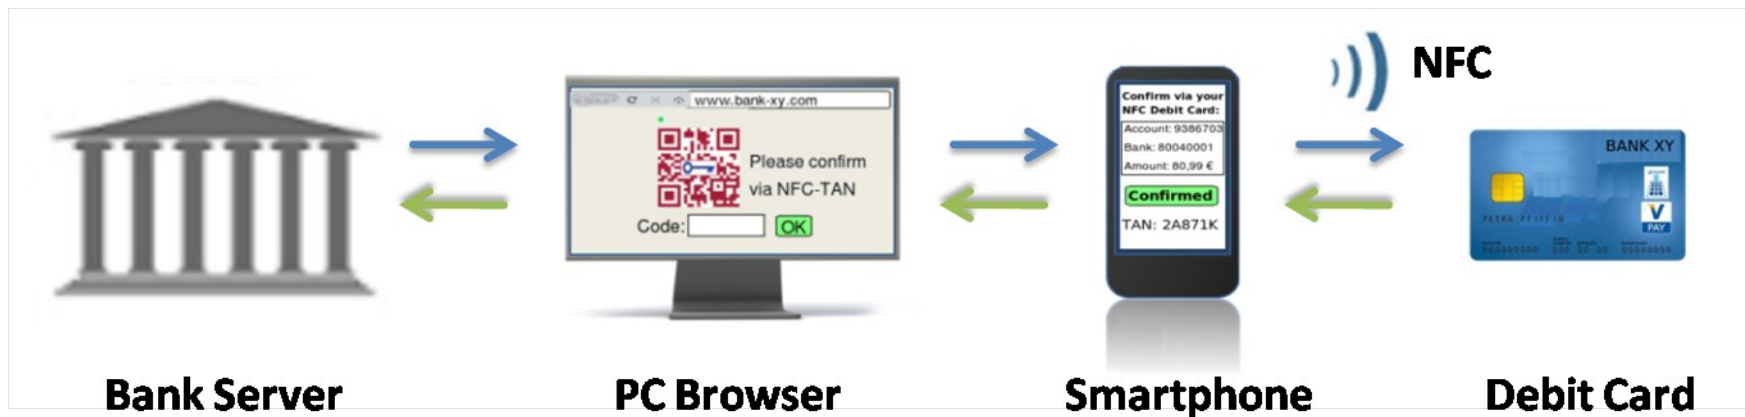 NFC
www.bank-xy.com
Please confirm
via NFC-TAN
Code:
OK
Confirm via your
NFC Debit Card:
Account: 9386703
Bank: 80040001
Amount: 80,99 €
Confirmed
TAN: 2A871K
BANK XY
V
PAY
PETRA PFIFFIG
Bank Server
PC Browser
Smartphone
Debit Card